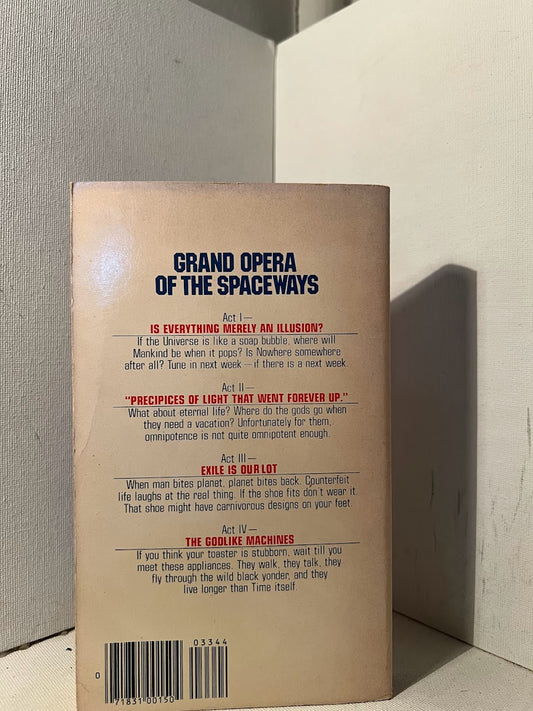 GRAND OPERA
OF THE SPACEWAYS
Act I—
IS EVERYTHING MERELY AN ILLUSION?
If the Universe is like a soap bubble, where will
Mankind be when it pops? Is Nowhere somewhere
after all? Tune in next week — if there is a next week.
Act II—
"PRECIPICES OF LIGHT THAT WENT FOREVER UP."
What about eternal life? Where do the gods go when
they need a vacation? Unfortunately for them,
omnipotence is not quite omnipotent enough.
Act III—
EXILE IS OUR LOT
When man bites planet, planet bites back. Counterfeit
life laughs at the real thing. If the shoe fits don't wear it.
That shoe might have carnivorous designs on your feet.
Act IV—
THE GODLIKE MACHINES
If you think your toaster is stubborn, wait till you
meet these appliances. They walk, they talk, they
fly through the wild black yonder, and they
live longer than Time itself.
03344
0
71831 00150